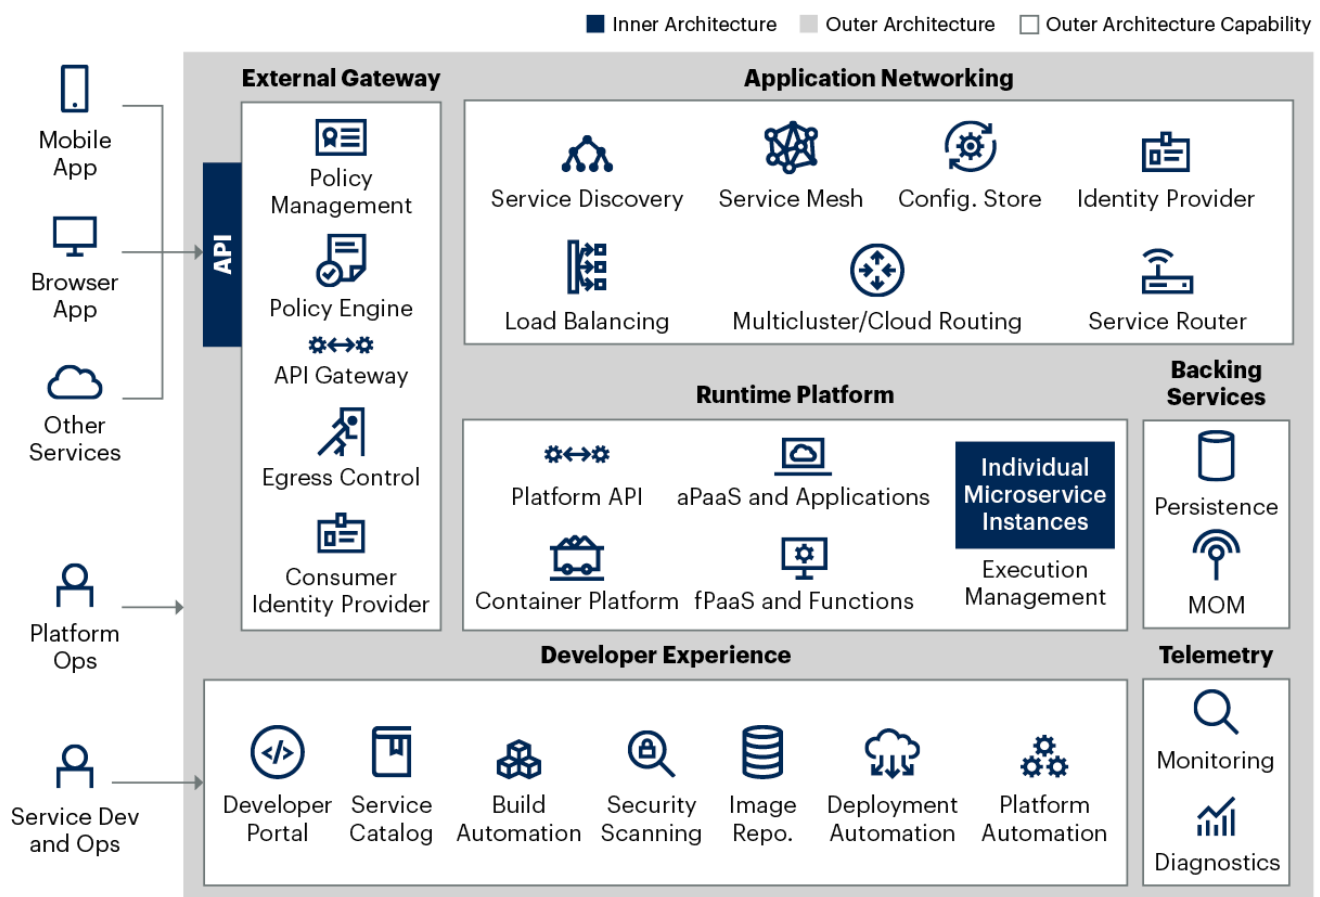 Inner Architecture
Outer Architecture
Outer Architecture Capability
Mobile
App
Browser
App
Other
Services
Platform
Ops
Service Dev
and Ops
API
External Gateway
Policy
Management
Policy Engine
API Gateway
Egress Control
Consumer
Identity Provider
Application Networking
Service Discovery
Service Mesh
Config. Store
Identity Provider
Load Balancing
Multicluster/Cloud Routing
Service Router
Runtime Platform
Platform API
aPaaS and Applications
Individual
Microservice
Instances
Container Platform
fPaaS and Functions
Execution
Management
Backing
Services
Persistence
MOM
Developer Experience
Developer
Portal
Service
Catalog
Build
Automation
Security
Scanning
Image
Repo.
Deployment
Automation
Platform
Automation
Telemetry
Monitoring
Diagnostics